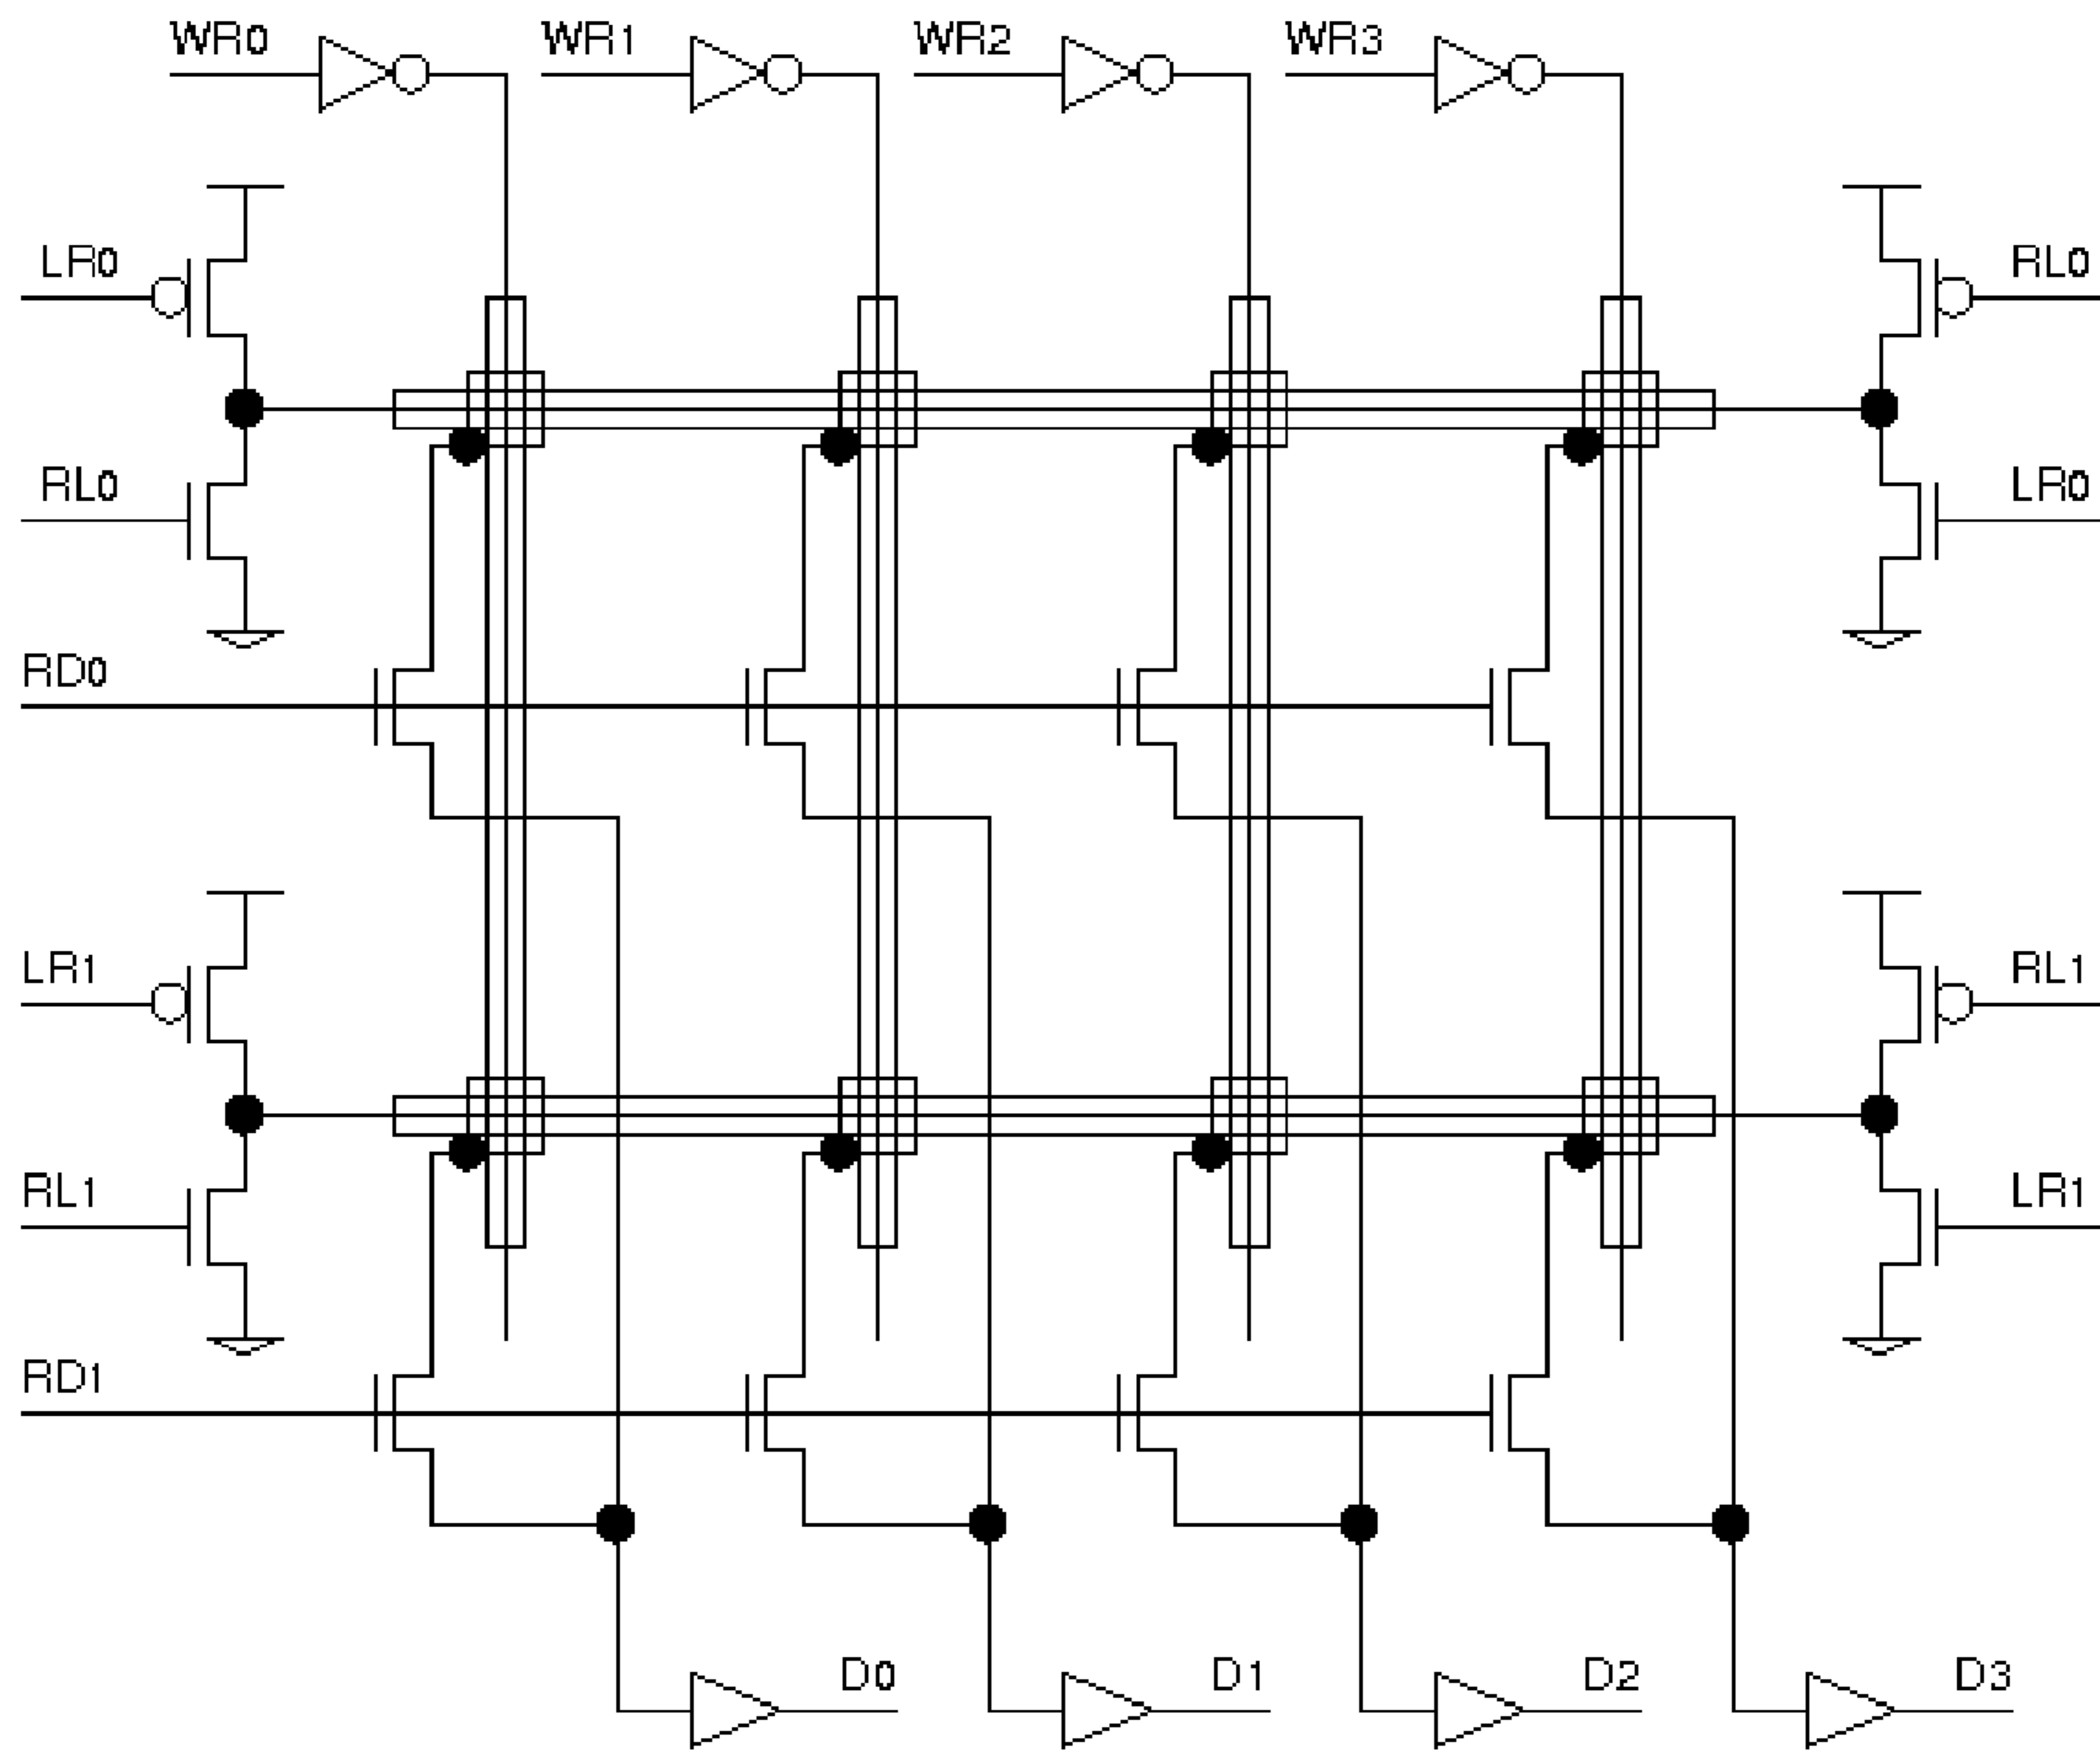 WR0 WR1 WR2 WR3
LR0 RL0
RL0 LR0
RD0
LR1 RL1
RL1 LR1
RD1
D0 D1 D2 D3